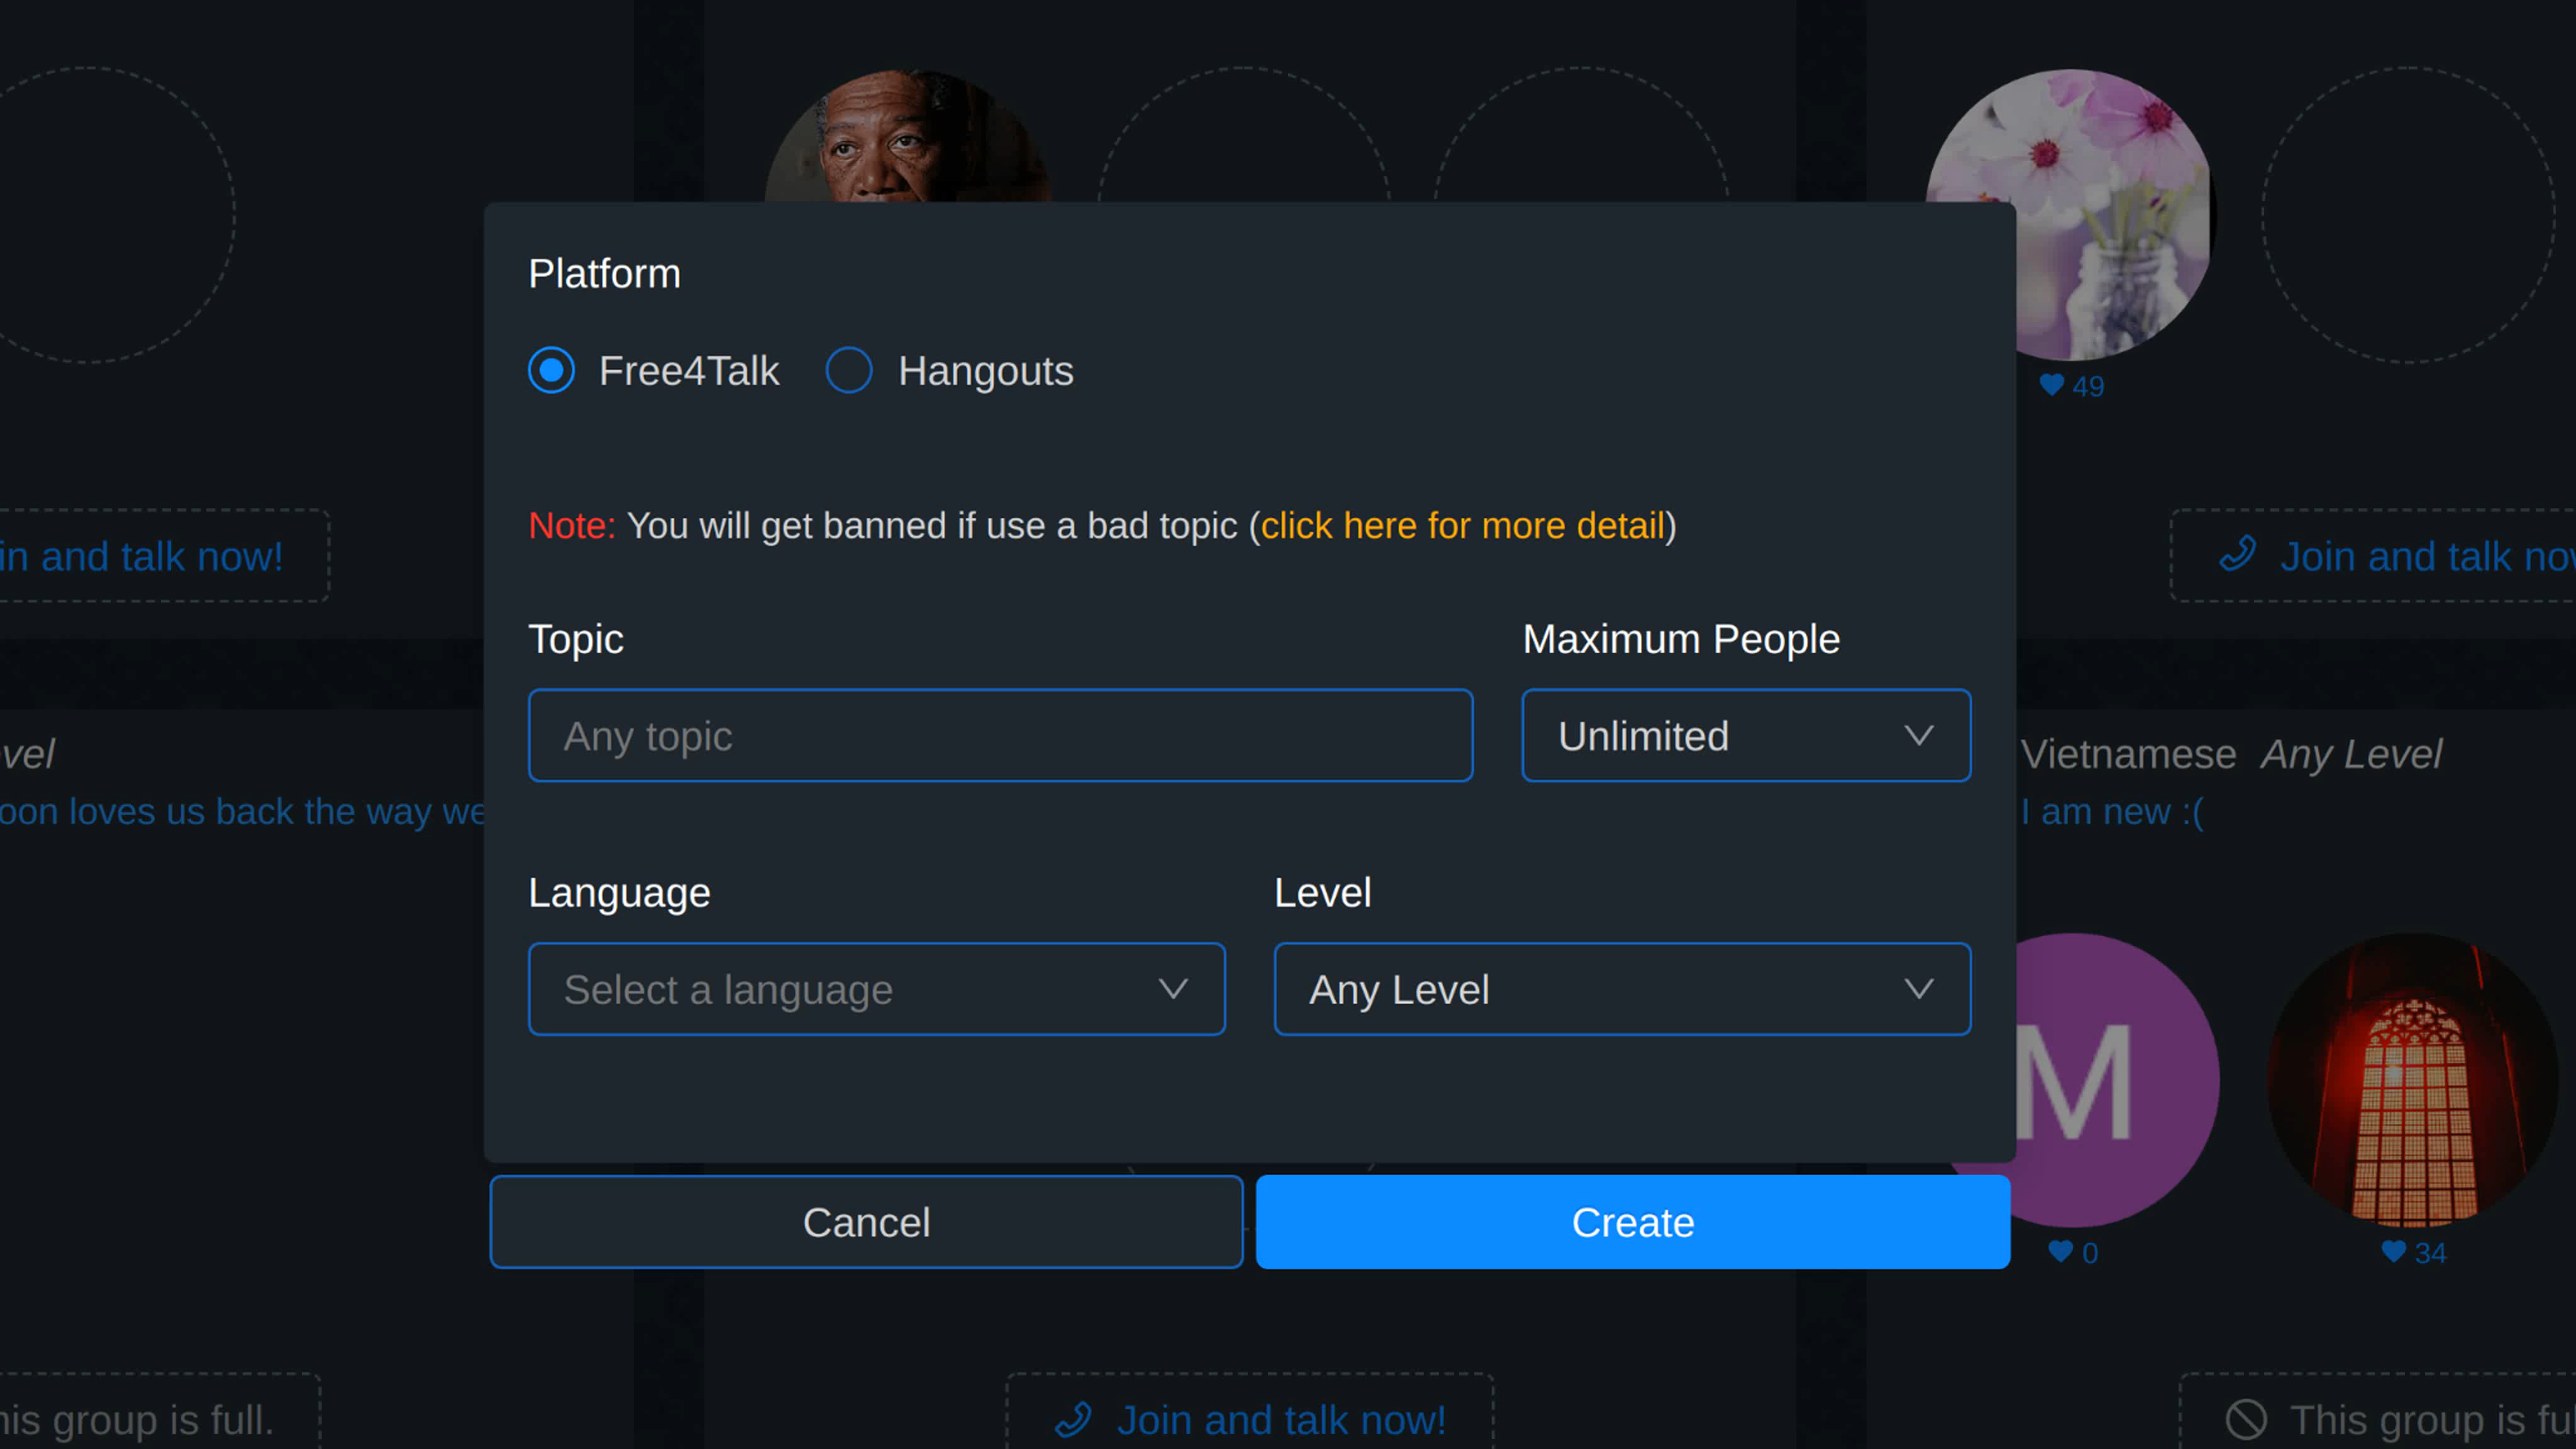 Platform
Free4Talk Hangouts
49
Note: You will get banned if use a bad topic (click here for more detail)
in and talk now!
Join and talk now
Topic
Maximum People
Any topic
Unlimited
vel
Vietnamese Any Level
oon loves us back the way we
I am new :(
Language
Level
Select a language
Any Level
M
Cancel
Create
0
34
his group is full.
Join and talk now!
This group is ful